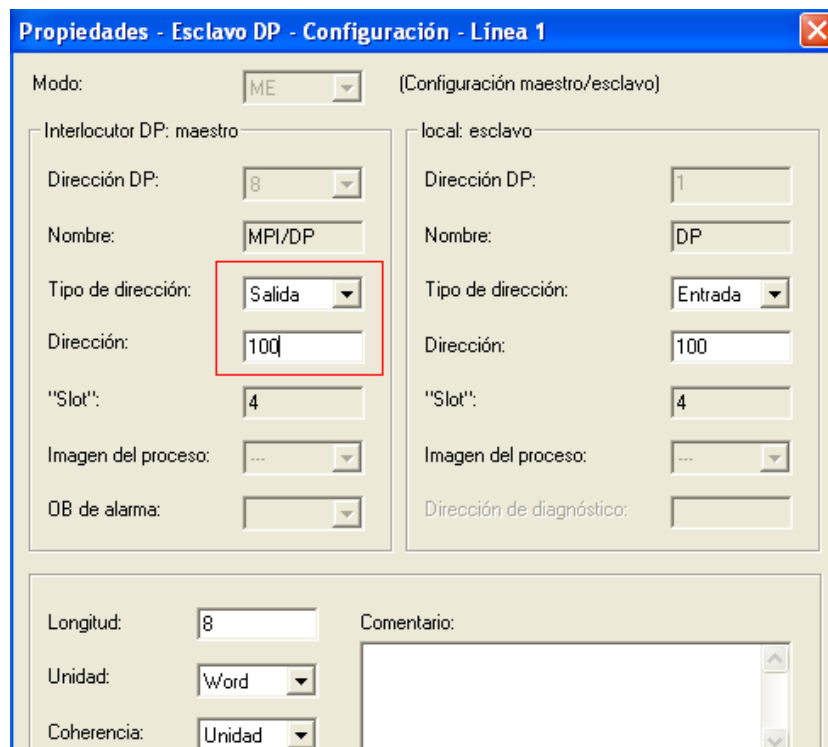 Propiedades - Esclavo DP - Configuración - Línea 1
Modo: ME (Configuración maestro/esclavo)
Interlocutor DP: maestro
Dirección DP: 8
Nombre: MPI/DP
Tipo de dirección: Salida
Dirección: 100
"Slot": 4
Imagen del proceso: ---
OB de alarma:
local: esclavo
Dirección DP: 1
Nombre: DP
Tipo de dirección: Entrada
Dirección: 100
"Slot": 4
Imagen del proceso: ---
Dirección de diagnóstico:
Longitud: 8
Unidad: Word
Coherencia: Unidad
Comentario: